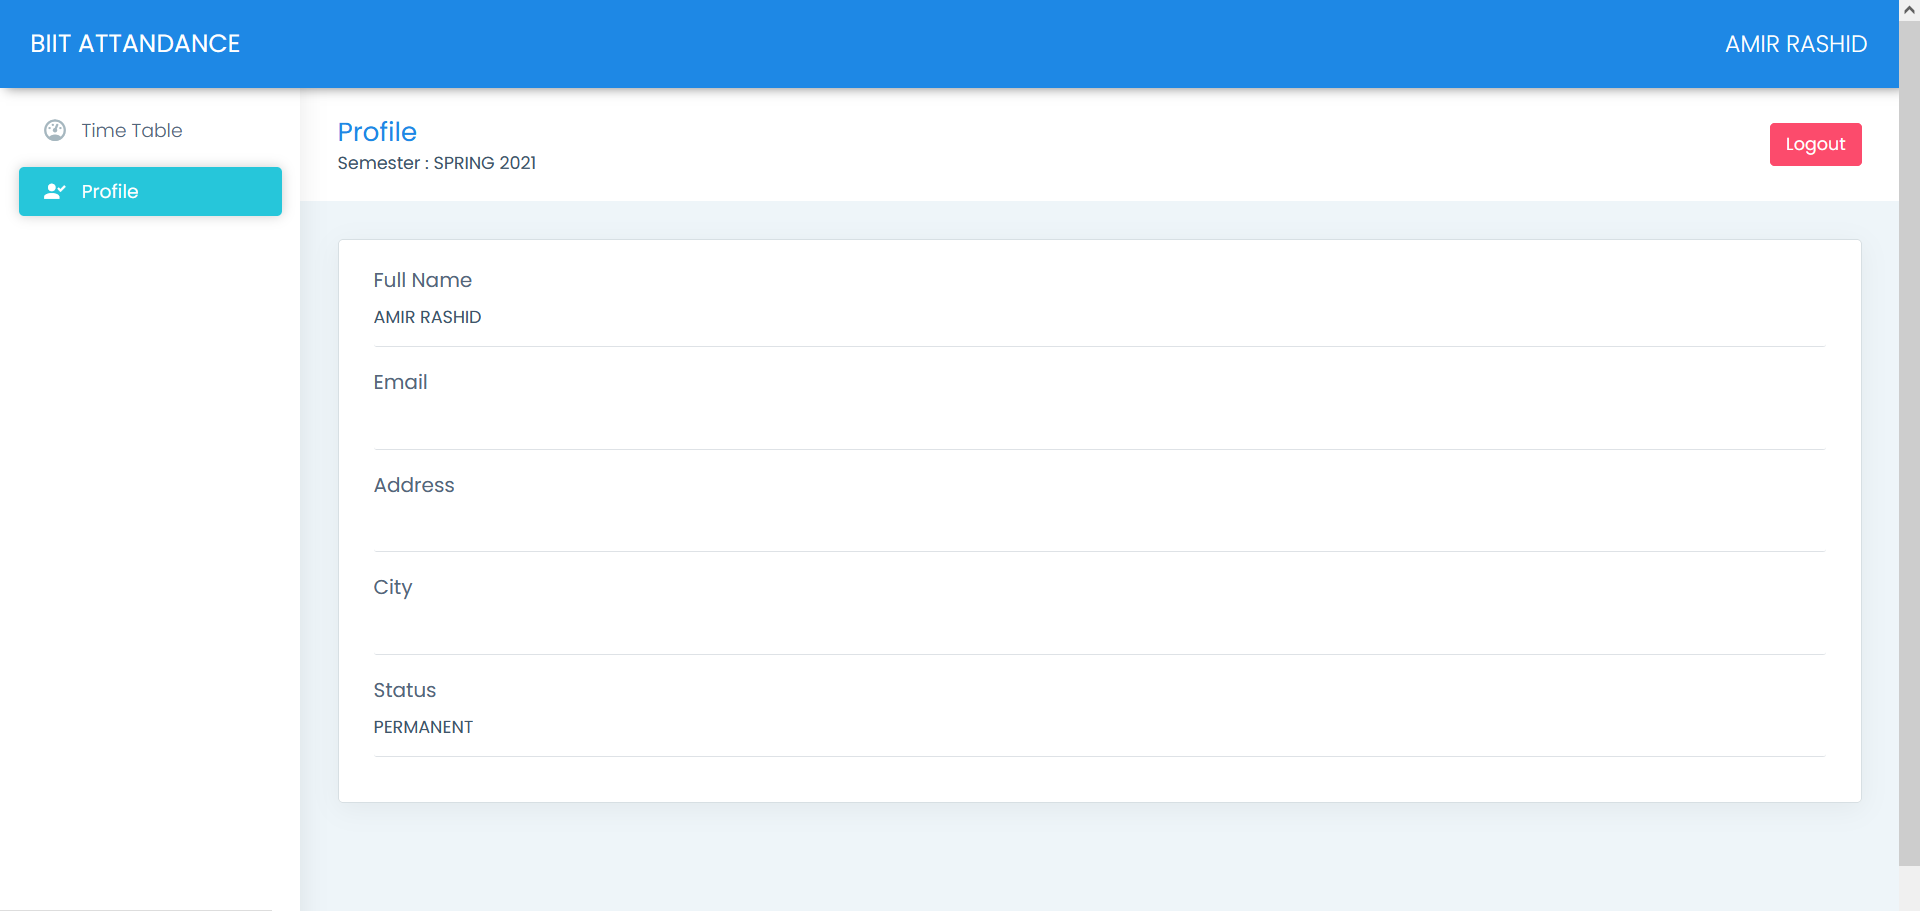 BIIT ATTANDANCE
AMIR RASHID
Time Table
Profile
Profile
Semester : SPRING 2021
Logout
Full Name
AMIR RASHID
Email
Address
City
Status
PERMANENT